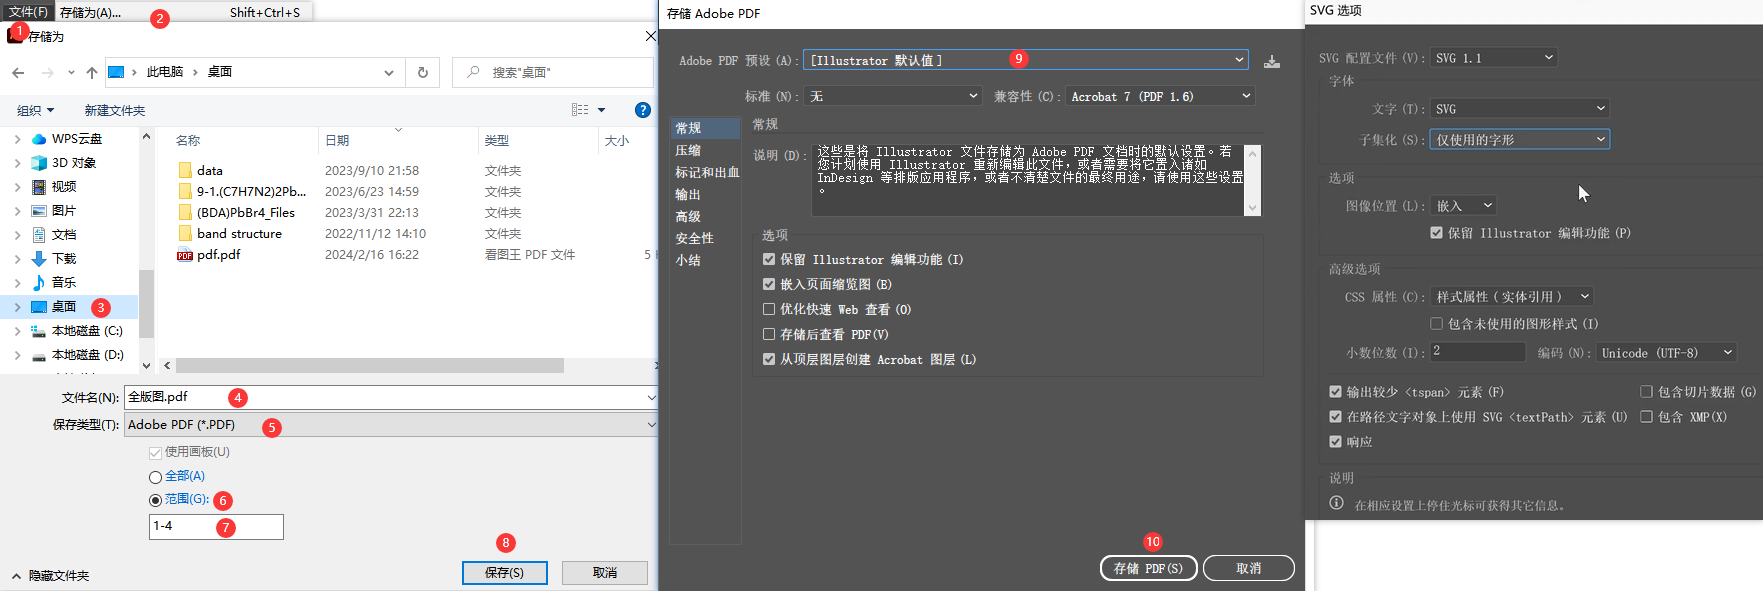 文件(F) 存储为(A)... Shift+Ctrl+S
1
2
存储为
此电脑 › 桌面
搜索"桌面"
组织
新建文件夹
WPS云盘
3D 对象
视频
图片
文档
下载
音乐
桌面
3
本地磁盘 (C:)
本地磁盘 (D:)
名称 日期 类型 大小
data 2023/9/10 21:58 文件夹
9-1.(C7H7N2)2Pb... 2023/6/23 14:59 文件夹
(BDA)PbBr4_Files 2023/3/31 22:13 文件夹
band structure 2022/11/12 14:10 文件夹
pdf.pdf 2024/2/16 16:22 看图王 PDF 文件 5
文件名(N): 全版图.pdf
4
保存类型(T): Adobe PDF (*.PDF)
5
使用画板(U)
全部(A)
范围(G):
6
1-4
7
8
隐藏文件夹
保存(S)
取消
存储 Adobe PDF
Adobe PDF 预设 (A): [Illustrator 默认值]
9
标准 (N): 无
兼容性 (C): Acrobat 7 (PDF 1.6)
常规
压缩
标记和出血
输出
高级
安全性
小结
常规
说明 (D):
这些是将 Illustrator 文件存储为 Adobe PDF 文档时的默认设置。若
您计划使用 Illustrator 重新编辑此文件，或者需要将它置入诸如
InDesign 等排版应用程序，或者不清楚文件的最终用途，请使用这些设置
。
选项
保留 Illustrator 编辑功能 (I)
嵌入页面缩览图 (B)
优化快速 Web 查看 (O)
存储后查看 PDF(V)
从顶层图层创建 Acrobat 图层 (L)
10
存储 PDF(S)
取消
SVG 选项
SVG 配置文件 (V): SVG 1.1
字体
文字 (T): SVG
子集化 (S): 仅使用的字形
选项
图像位置 (L): 嵌入
保留 Illustrator 编辑功能 (P)
高级选项
CSS 属性 (C): 样式属性 ( 实体引用 )
包含未使用的图形样式 (I)
小数位数 (I): 2
编码 (N): Unicode (UTF-8)
输出较少 <tspan> 元素 (F)
包含切片数据 (G)
在路径文字对象上使用 SVG <textPath> 元素 (U)
包含 XMP(X)
响应
说明
在相应设置上停住光标可获得其它信息。